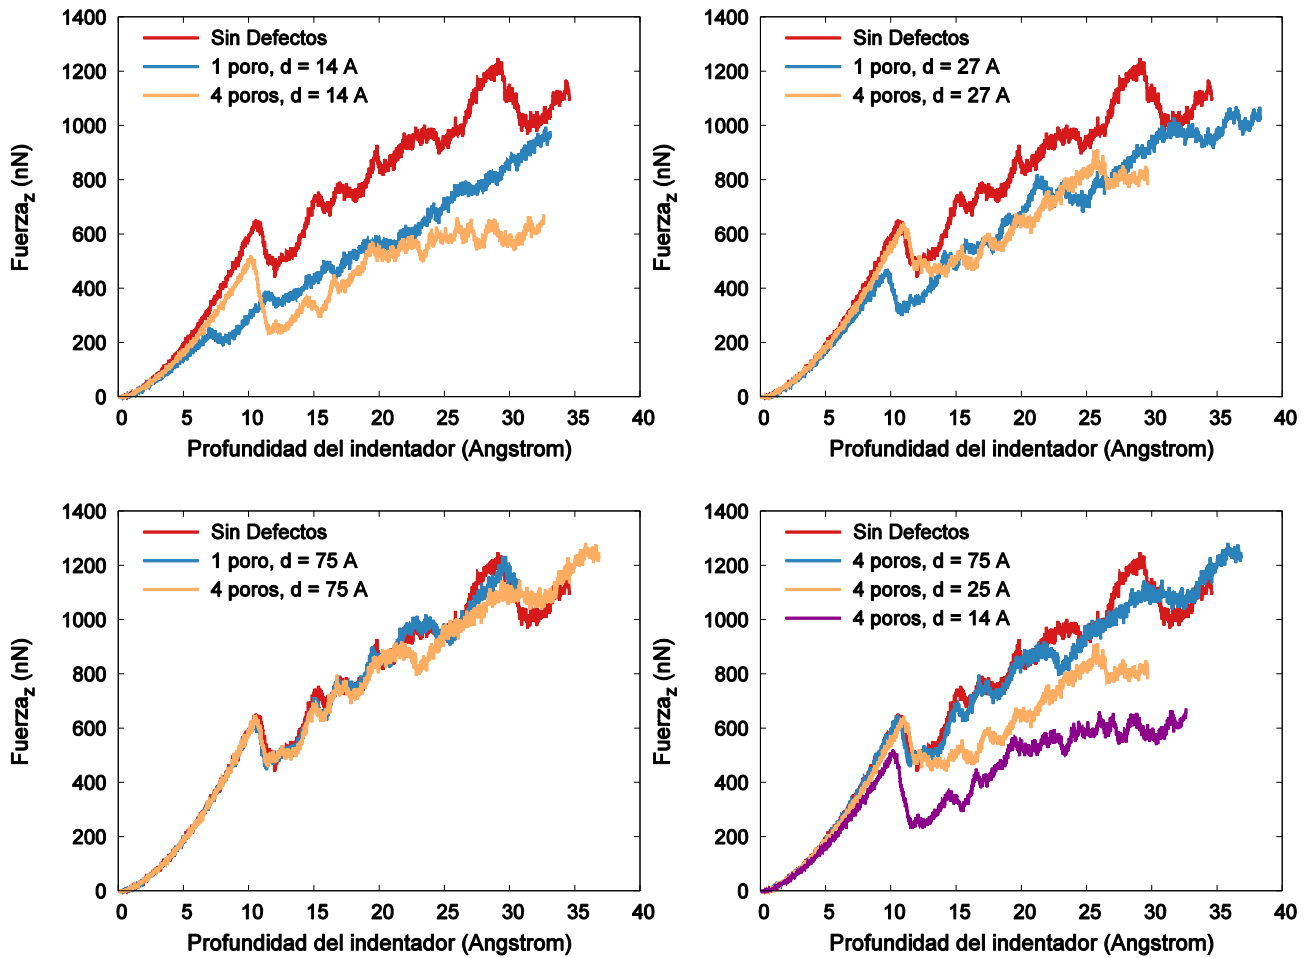 1400
1200
1000
800
600
400
200
0
0 5 10 15 20 25 30 35 40
Fuerza_z (nN)
Profundidad del indentador (Angstrom)
Sin Defectos
1 poro, d = 14 A
4 poros, d = 14 A
1400
1200
1000
800
600
400
200
0
0 5 10 15 20 25 30 35 40
Fuerza_z (nN)
Profundidad del indentador (Angstrom)
Sin Defectos
1 poro, d = 27 A
4 poros, d = 27 A
1400
1200
1000
800
600
400
200
0
0 5 10 15 20 25 30 35 40
Fuerza_z (nN)
Profundidad del indentador (Angstrom)
Sin Defectos
1 poro, d = 75 A
4 poros, d = 75 A
1400
1200
1000
800
600
400
200
0
0 5 10 15 20 25 30 35 40
Fuerza_z (nN)
Profundidad del indentador (Angstrom)
Sin Defectos
4 poros, d = 75 A
4 poros, d = 25 A
4 poros, d = 14 A